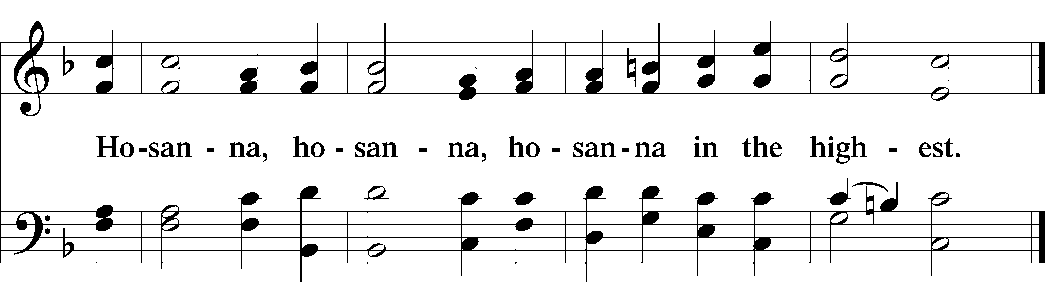 Ho-san - na, ho - san - na, ho - san-na in the high - est.